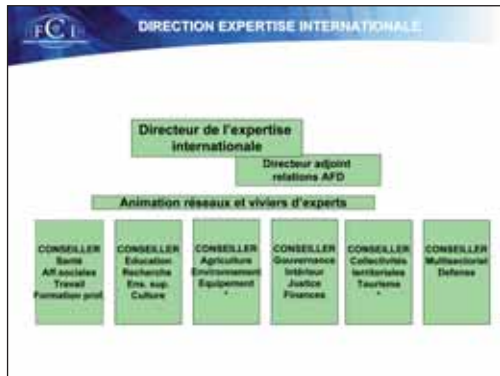 FCI
DIRECTION EXPERTISE INTERNATIONALE
Directeur de l'expertise
internationale
Directeur adjoint
relations AFD
Animation réseaux et viviers d'experts
CONSEILLER
Santé
Aff.sociales
Travail
Formation prof.
CONSEILLER
Education
Recherche
Ens. sup.
Culture
CONSEILLER
Agriculture
Environnement
Equipement
*
CONSEILLER
Gouvernance
Intérieur
Justice
Finances
CONSEILLER
Collectivités
territoriales
Tourisme
*
CONSEILLER
Multisectoriel
Défense